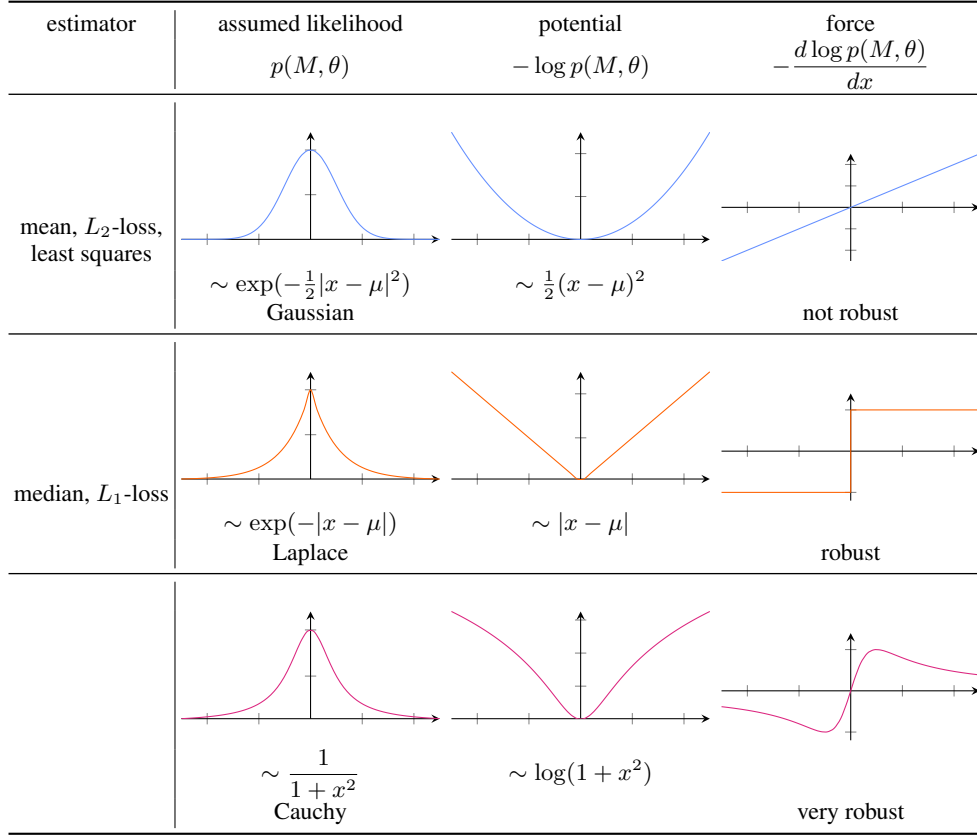 estimator assumed likelihood potential force
p(M, θ) − log p(M, θ) − d log p(M, θ) / dx
mean, L₂-loss,
least squares
∼ exp(−½|x − μ|²) ∼ ½(x − μ)²
Gaussian not robust
median, L₁-loss
∼ exp(−|x − μ|) ∼ |x − μ|
Laplace robust
∼ 1 / 1 + x² ∼ log(1 + x²)
Cauchy very robust